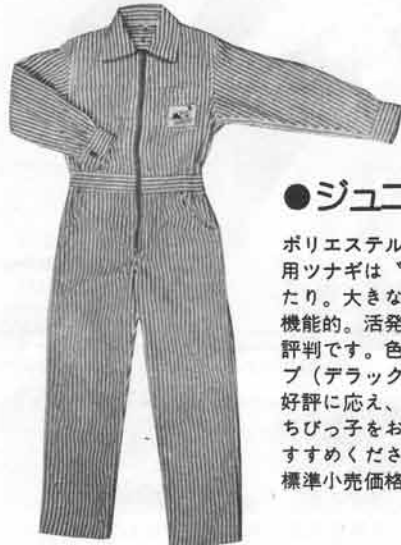 ●ジュニ
ポリエステル
用ツナギは〝
たり。大きな
機能的。活発
評判です。色
プ（デラック
好評に応え、
ちびっ子をお
すすめくださ
標準小売価格